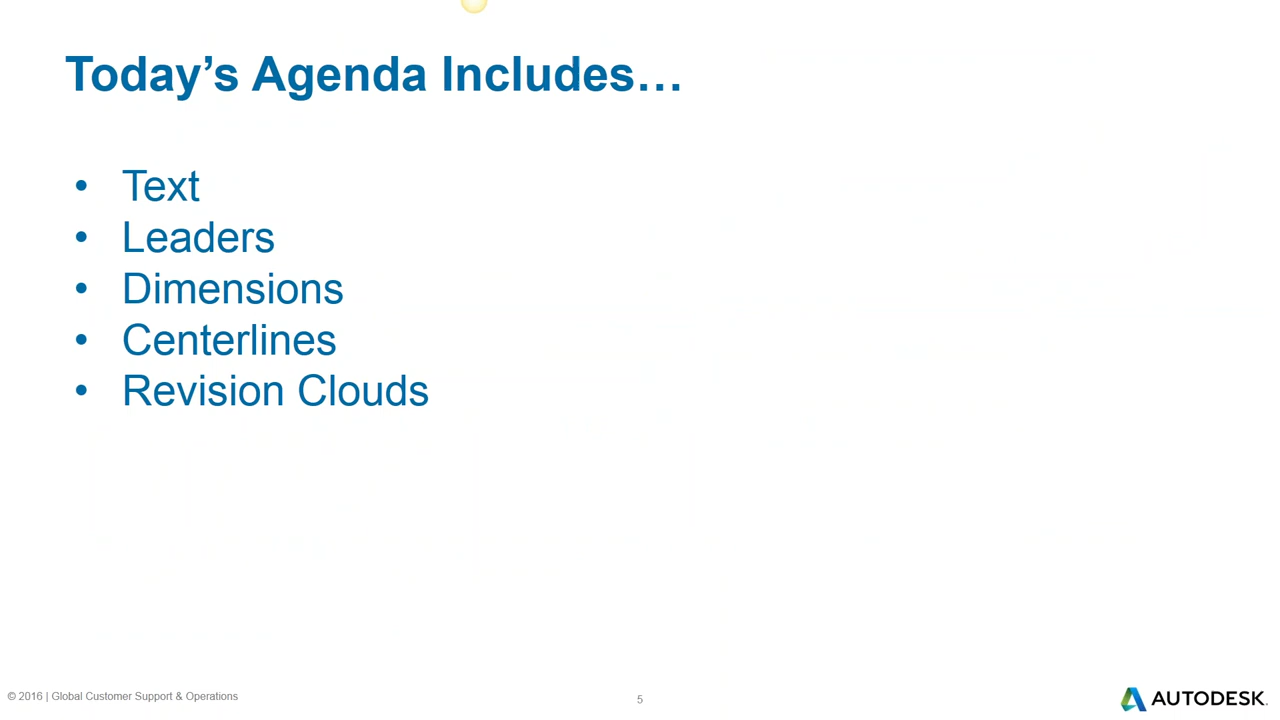 Today’s Agenda Includes…
• Text
• Leaders
• Dimensions
• Centerlines
• Revision Clouds
© 2016 | Global Customer Support & Operations
5
AUTODESK.